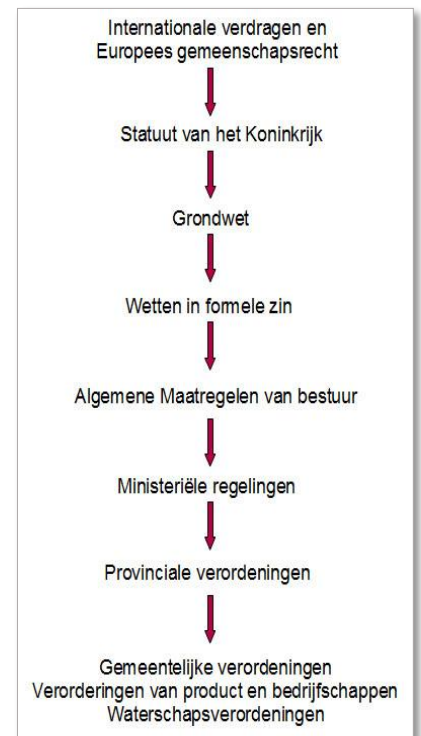 Internationale verdragen en
Europees gemeenschapsrecht
Statuut van het Koninkrijk
Grondwet
Wetten in formele zin
Algemene Maatregelen van bestuur
Ministeriële regelingen
Provinciale verordeningen
Gemeentelijke verordeningen
Verorderingen van product en bedrijfschappen
Waterschapsverordeningen